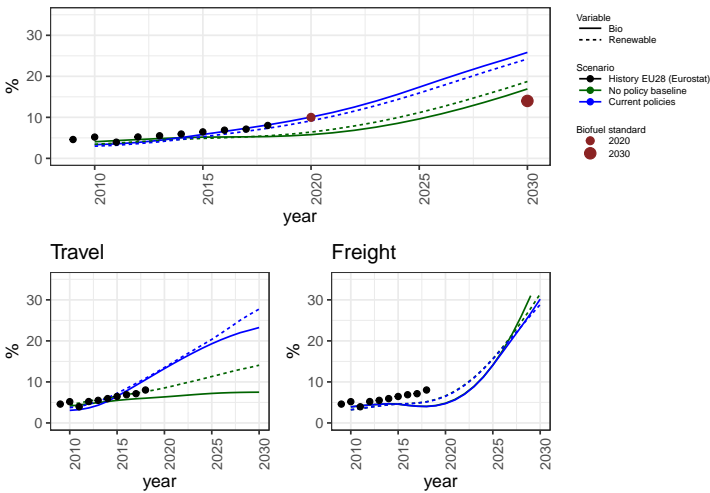 30
20
10
0
%
2010
2015
2020
2025
2030
year
Variable
Bio
Renewable
Scenario
History EU28 (Eurostat)
No policy baseline
Current policies
Biofuel standard
2020
2030
Travel
30
20
10
0
%
2010
2015
2020
2025
2030
year
Freight
30
20
10
0
%
2010
2015
2020
2025
2030
year